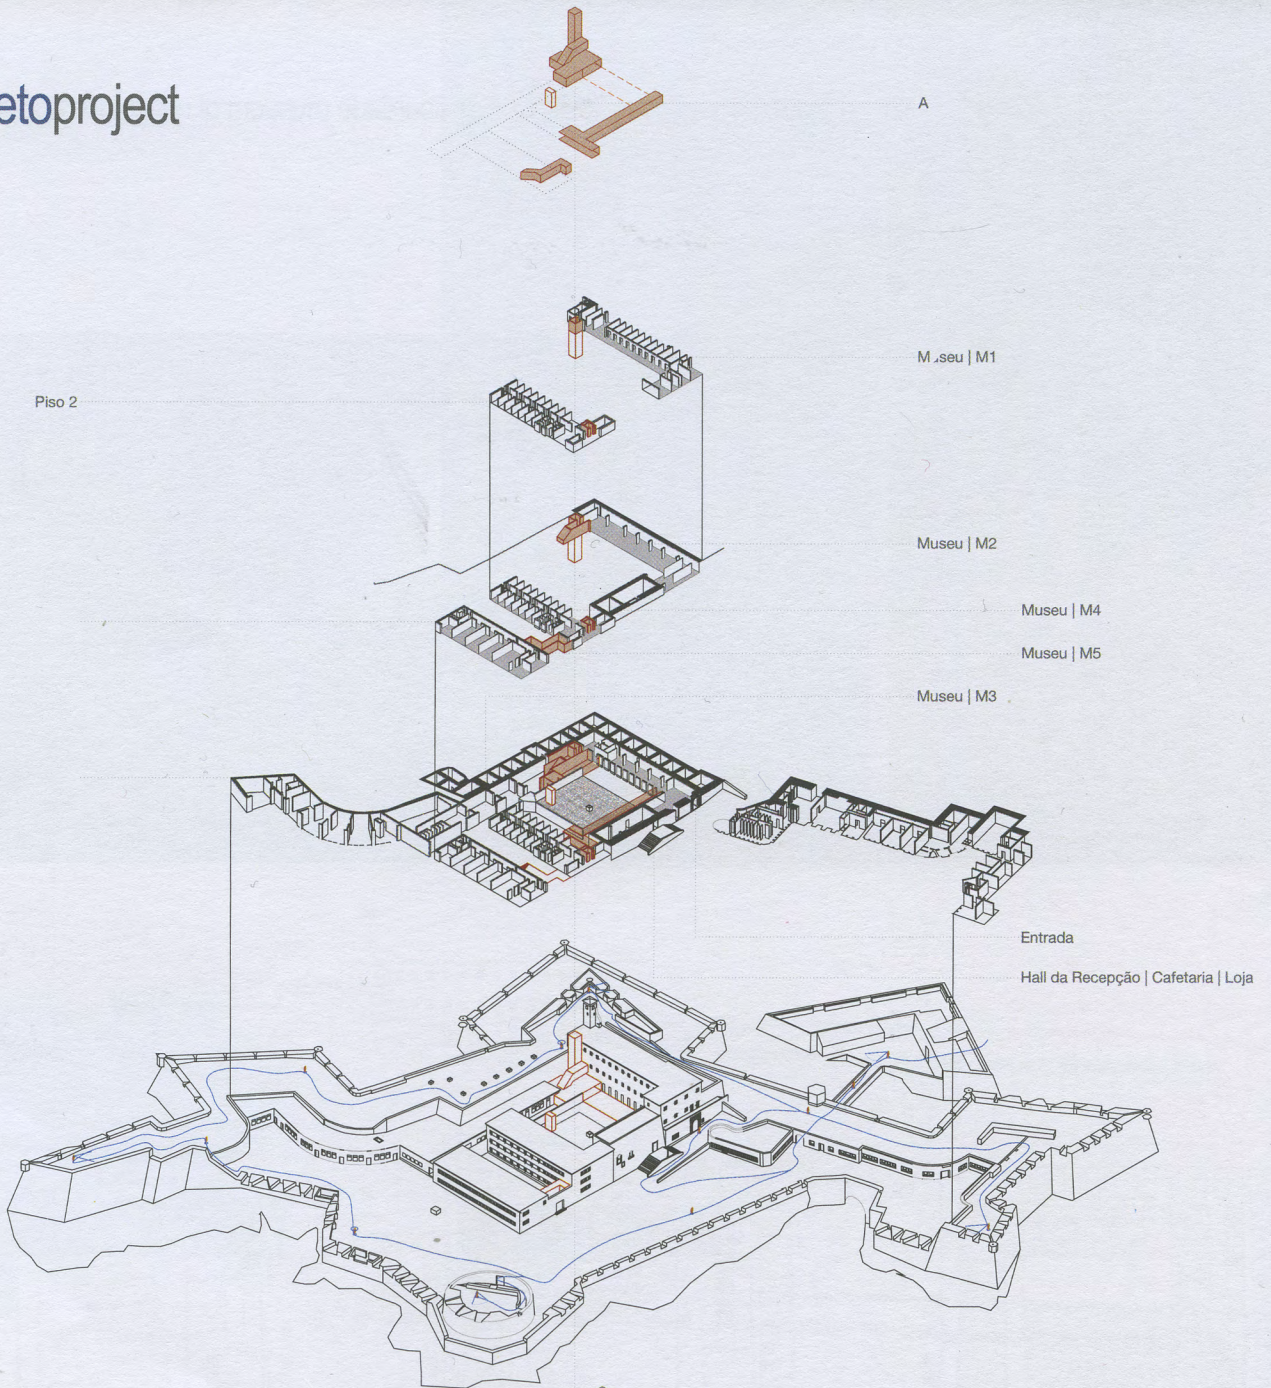 etoproject
A
M seu | M1
Piso 2
Museu | M2
Museu | M4
Museu | M5
Museu | M3
Entrada
Hall da Recepção | Cafetaria | Loja